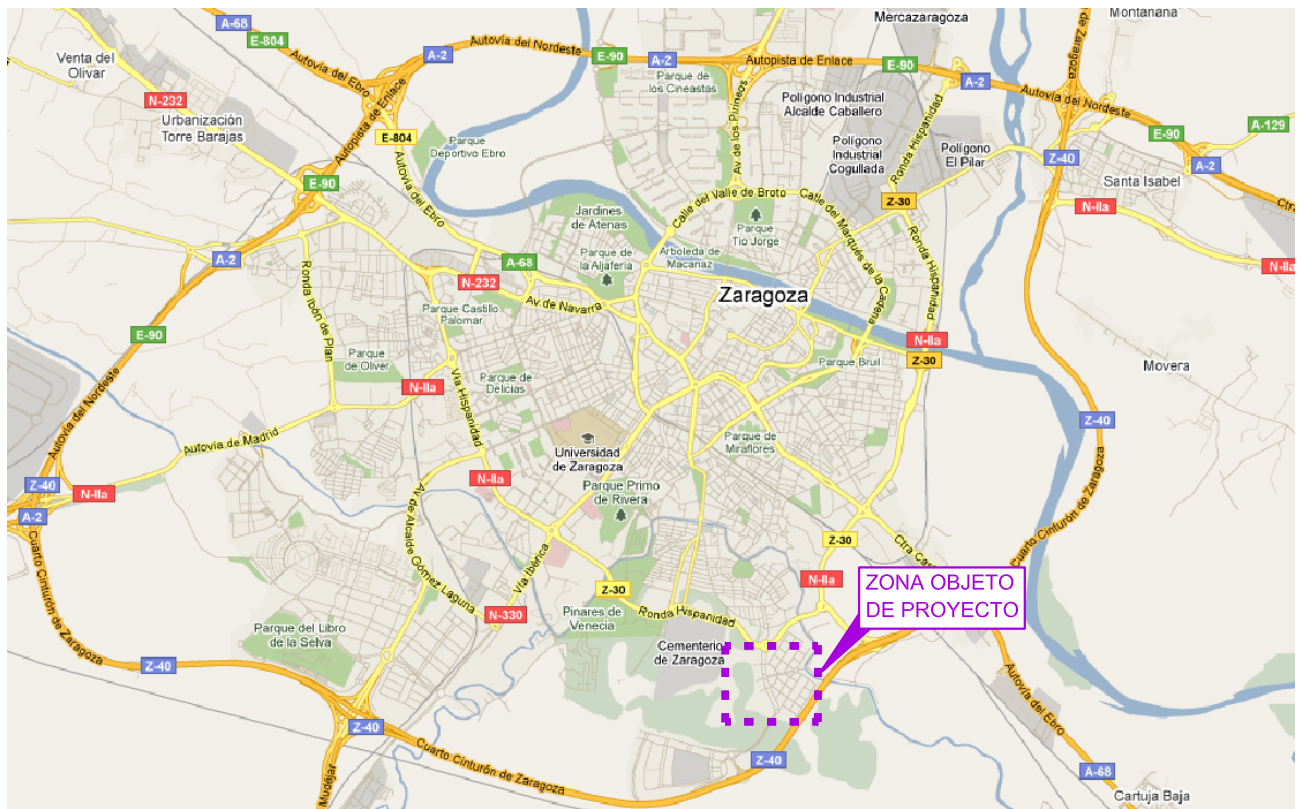 A-68
E-804
Autovía del Ebro
Venta del
Olivar
N-232
Urbanización
Torre Barajas
A-2
Autovía del Nordeste
E-90
A-2
Autopista de Enlace
E-90
Mercazaragoza
A-2
Montañana
de Zaragoza
Autovía del Nordeste
E-90
A-129
A-2
Ctra
Parque de
los Cineastas
Av de los Pirineos
Polígono Industrial
Alcalde Caballero
Polígono
Industrial
Cogullada
Ronda Hispanidad
Polígono
El Pilar
Z-40
Santa Isabel
N-IIa
N-IIa
Autopista de Enlace
E-804
Parque
Deportivo Ebro
Autovía del Ebro
E-90
Calle del Valle de Broto
Calle del Marqués de la Cadena
Z-30
Ronda Hispanidad
Jardines
de Atenas
Parque
Tio Jorge
Parque de
la Aljafería
Arboleda de
Macanaz
A-2
Ronda Ibón de Plan
A-68
N-232
Av de Navarra
Zaragoza
Parque Castillo
Palomar
E-90
Autovía del Nordeste
Parque
de Oliver
N-IIa
Vía Hispanidad
Parque de
Delicias
Parque Bruil
N-IIa
Z-30
Movera
Z-40
Autovía de Madrid
Universidad
de Zaragoza
Parque de
Miraflores
Z-40
A-2
N-IIa
N-IIa
Parque Primo
de Rivera
Av de Alcalde Gómez Laguna
Vía Ibérica
Z-30
Ctra Cas
Cuarto Cinturón de Zaragoza
Cuarto Cinturón de Zaragoza
N-IIa
ZONA OBJETO
DE PROYECTO
Z-30
N-330
Pinares de
Venecia
Ronda Hispanidad
Parque del Libro
de la Selva
Cementerio
de Zaragoza
Z-40
Autovía del Ebro
Z-40
Cuarto Cinturón de Zaragoza
Z-40
A-68
Mudéjar
Cartuja Baja